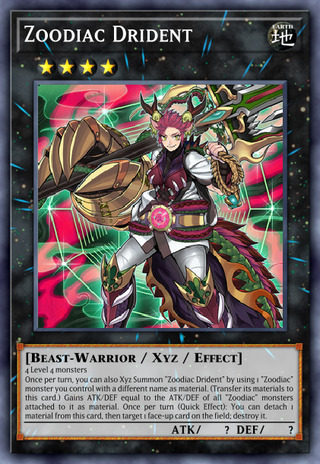 Zoodiac Drident
EARTH
地
[Beast-Warrior / Xyz / Effect]
4 Level 4 monsters
Once per turn, you can also Xyz Summon "Zoodiac Drident" by using 1 "Zoodiac"
monster you control with a different name as material. (Transfer its materials to
this card.) Gains ATK/DEF equal to the ATK/DEF of all "Zoodiac" monsters
attached to it as material. Once per turn (Quick Effect): You can detach
1 material from this card, then target 1 face-up card on the field; destroy it.
ATK/ ? DEF/ ?